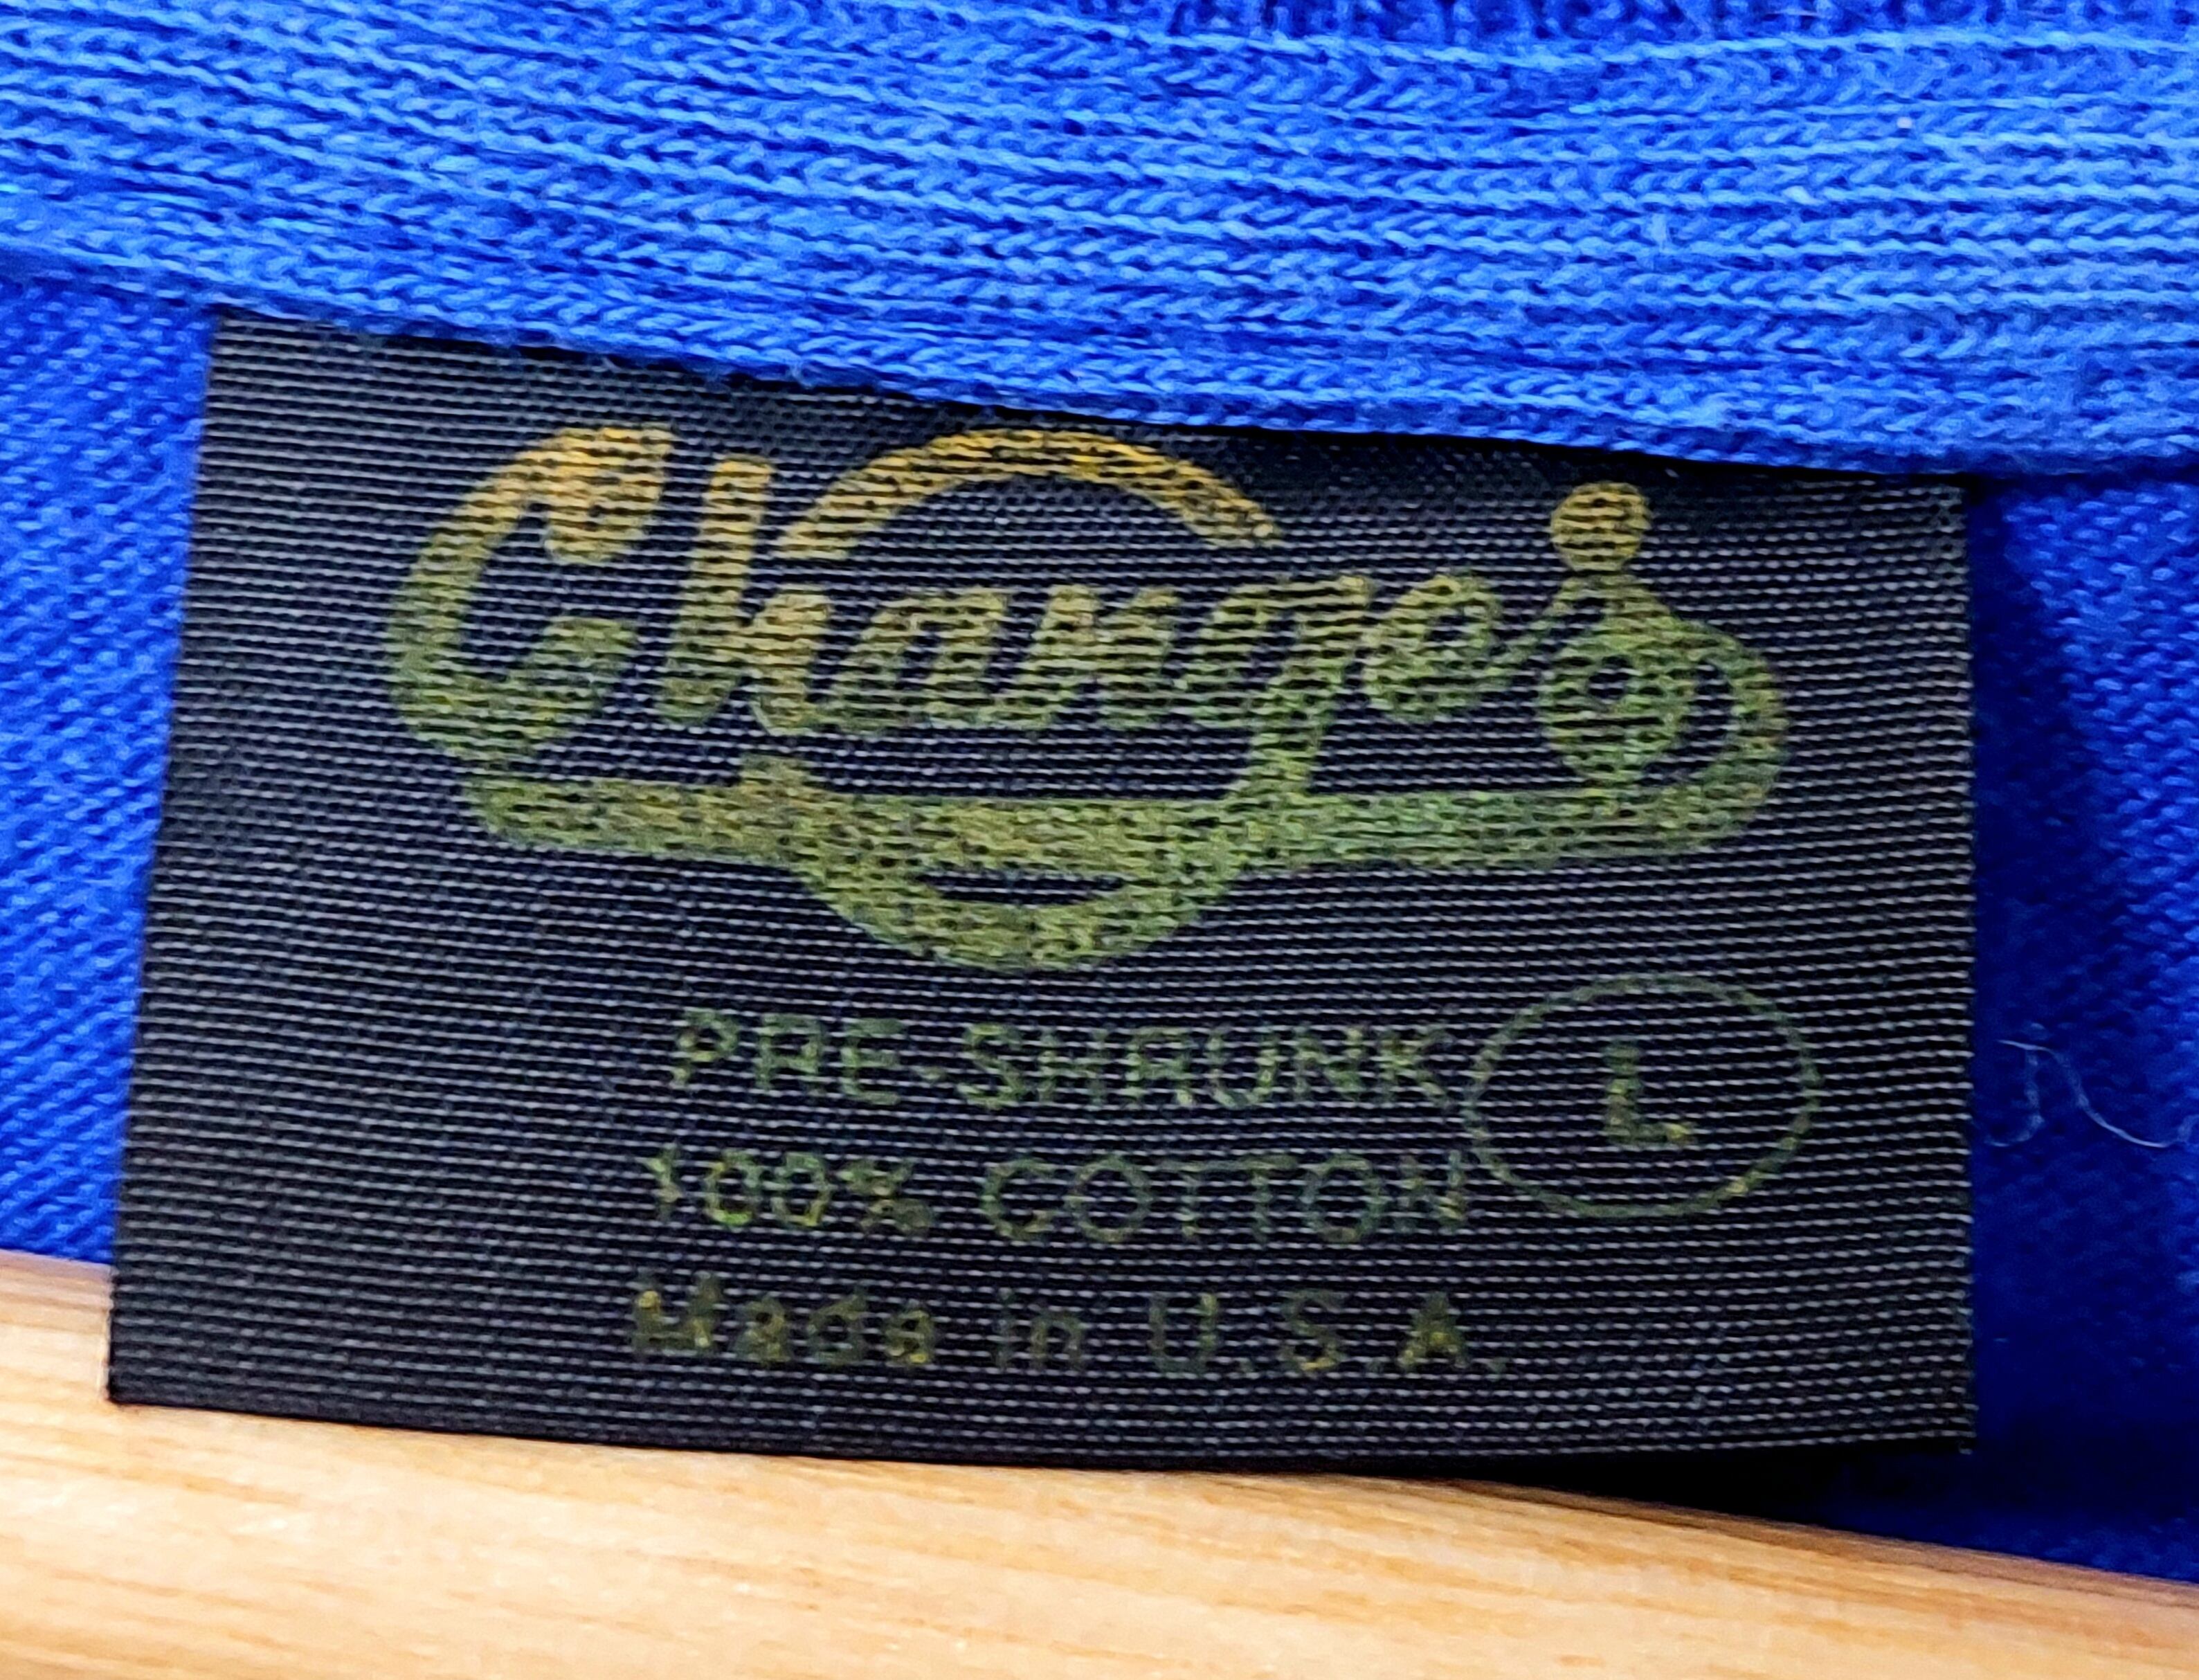 Changes
PRE-SHRUNK
L
100% COTTON
Made in U.S.A.